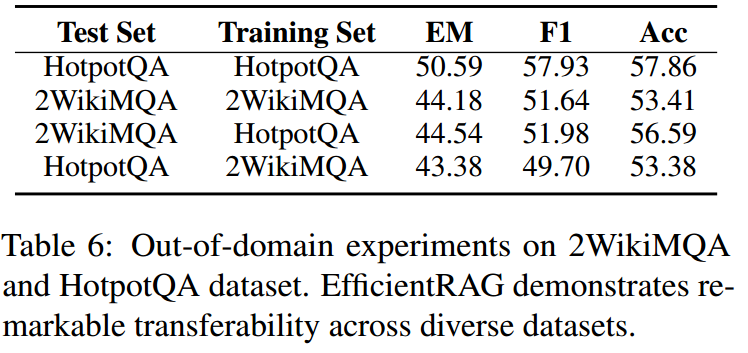 Test Set Training Set EM F1 Acc
HotpotQA HotpotQA 50.59 57.93 57.86
2WikiMQA 2WikiMQA 44.18 51.64 53.41
2WikiMQA HotpotQA 44.54 51.98 56.59
HotpotQA 2WikiMQA 43.38 49.70 53.38
Table 6: Out-of-domain experiments on 2WikiMQA
and HotpotQA dataset. EfficientRAG demonstrates re-
markable transferability across diverse datasets.